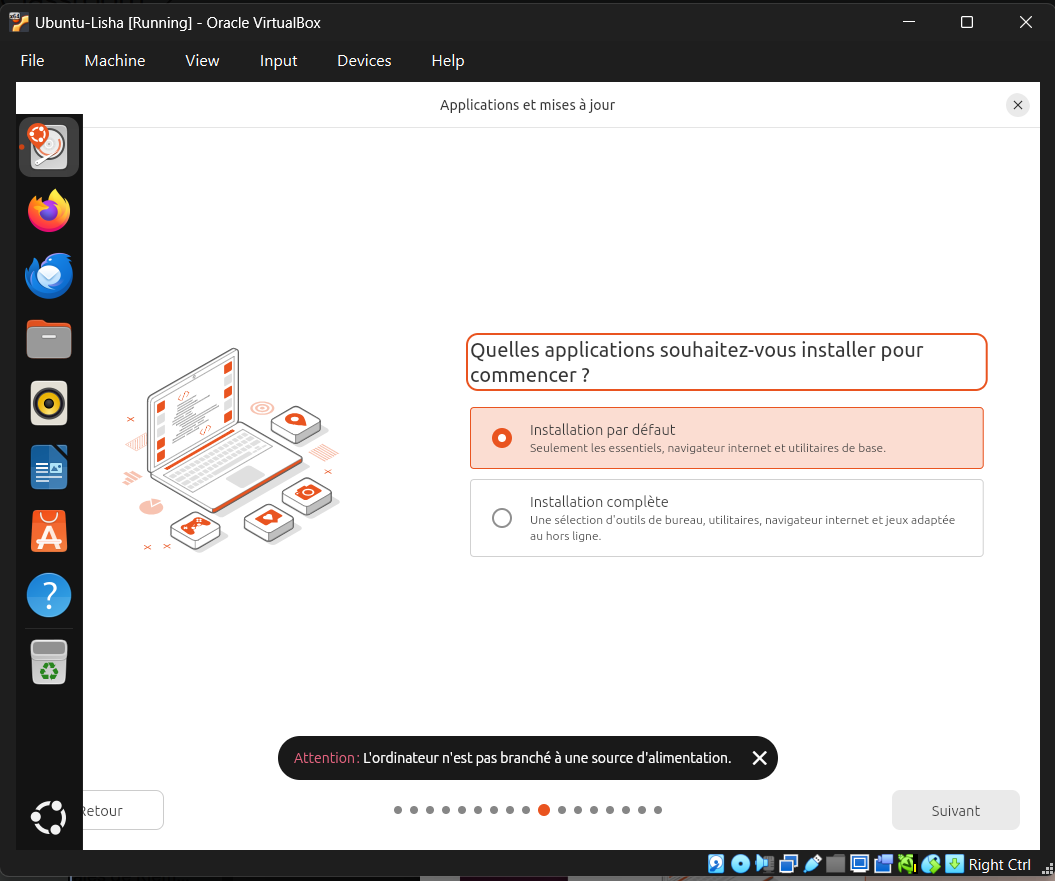 Ubuntu-Lisha [Running] - Oracle VirtualBox
File Machine View Input Devices Help
Applications et mises à jour
Quelles applications souhaitez-vous installer pour
commencer ?
Installation par défaut
Seulement les essentiels, navigateur internet et utilitaires de base.
Installation complète
Une sélection d'outils de bureau, utilitaires, navigateur internet et jeux adaptée
au hors ligne.
Attention: L'ordinateur n'est pas branché à une source d'alimentation.
Retour
Suivant
Right Ctrl